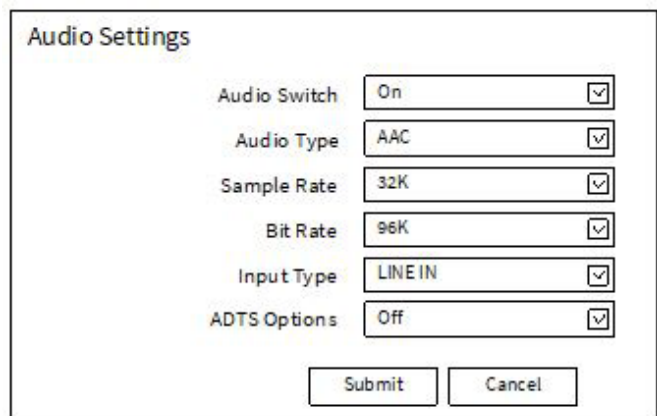 Audio Settings
Audio Switch On
Audio Type AAC
Sample Rate 32K
Bit Rate 96K
Input Type LINE IN
ADTS Options Off
Submit Cancel